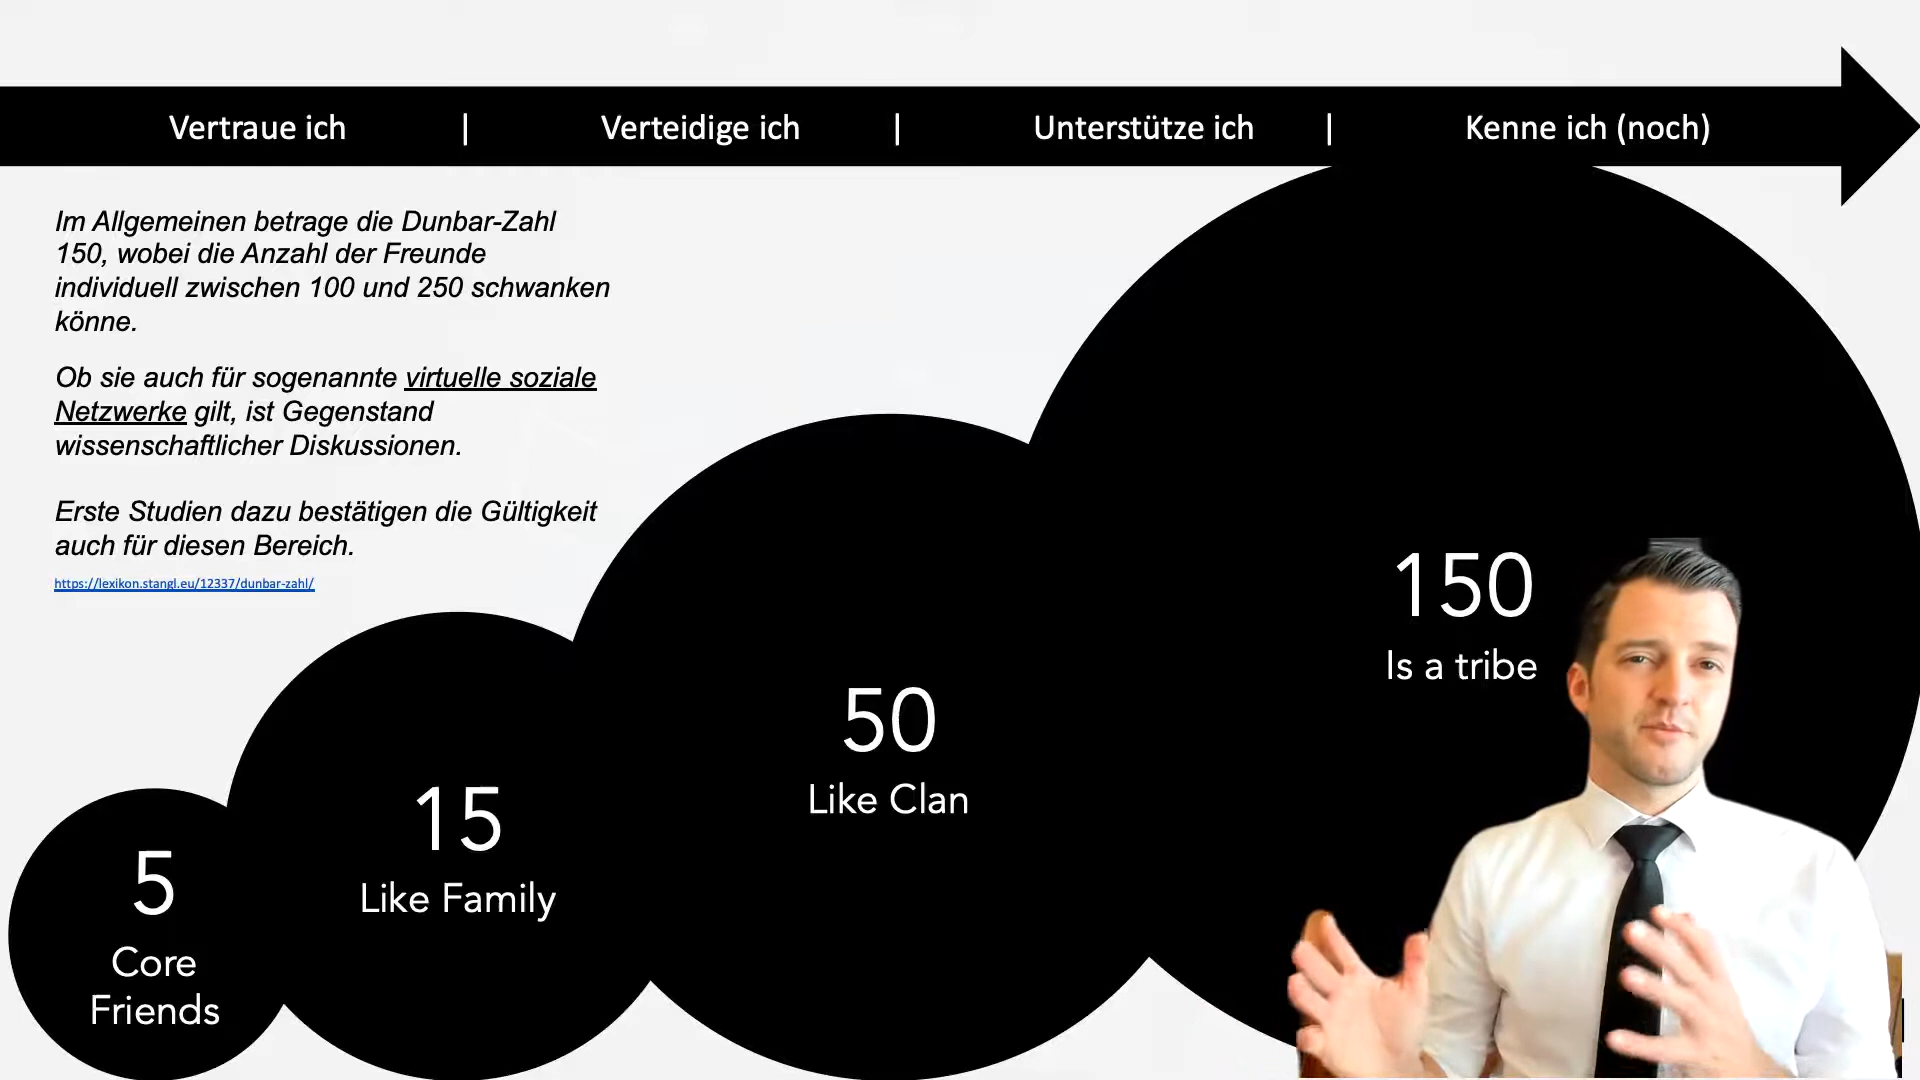 Vertraue ich | Verteidige ich | Unterstütze ich | Kenne ich (noch)
Im Allgemeinen betrage die Dunbar-Zahl
150, wobei die Anzahl der Freunde
individuell zwischen 100 und 250 schwanken
könne.
Ob sie auch für sogenannte virtuelle soziale
Netzwerke gilt, ist Gegenstand
wissenschaftlicher Diskussionen.
Erste Studien dazu bestätigen die Gültigkeit
auch für diesen Bereich.
https://lexikon.stangl.eu/12337/dunbar-zahl/
5
Core
Friends
15
Like Family
50
Like Clan
150
Is a tribe